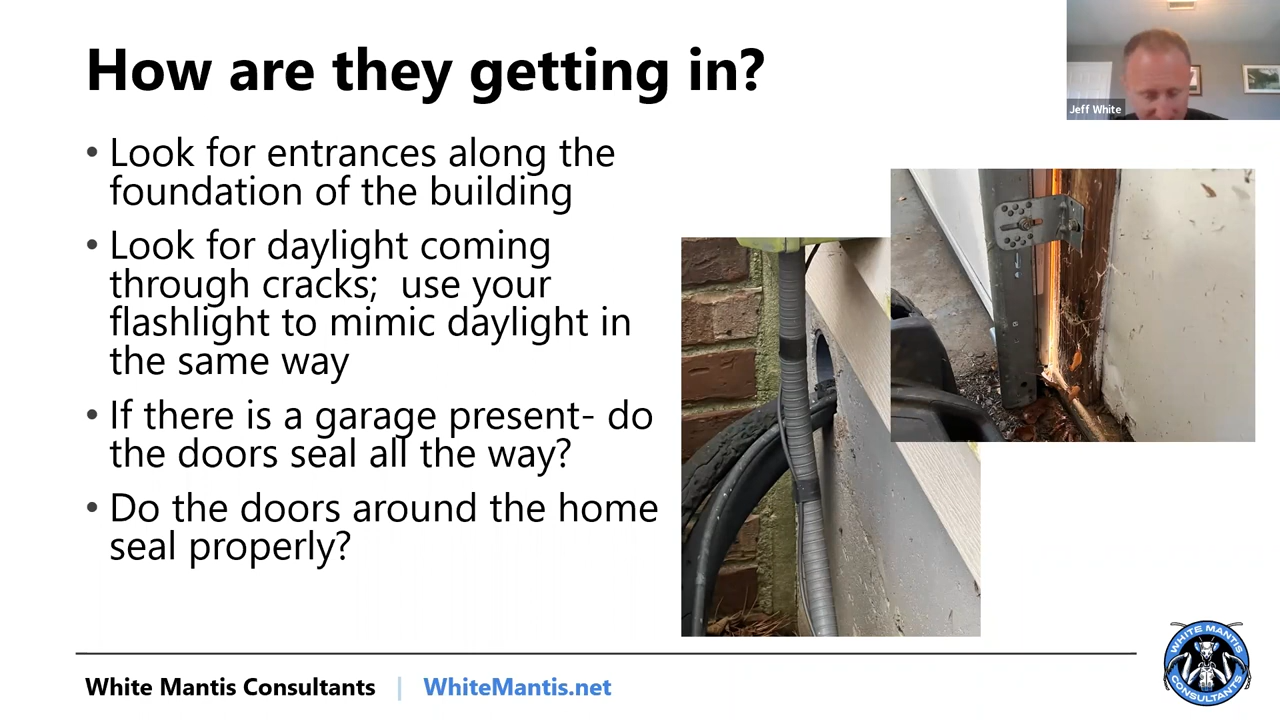 How are they getting in?
Jeff White
• Look for entrances along the
foundation of the building
• Look for daylight coming
through cracks;  use your
flashlight to mimic daylight in
the same way
• If there is a garage present- do
the doors seal all the way?
• Do the doors around the home
seal properly?
White Mantis Consultants | WhiteMantis.net
WHITE MANTIS
CONSULTANTS